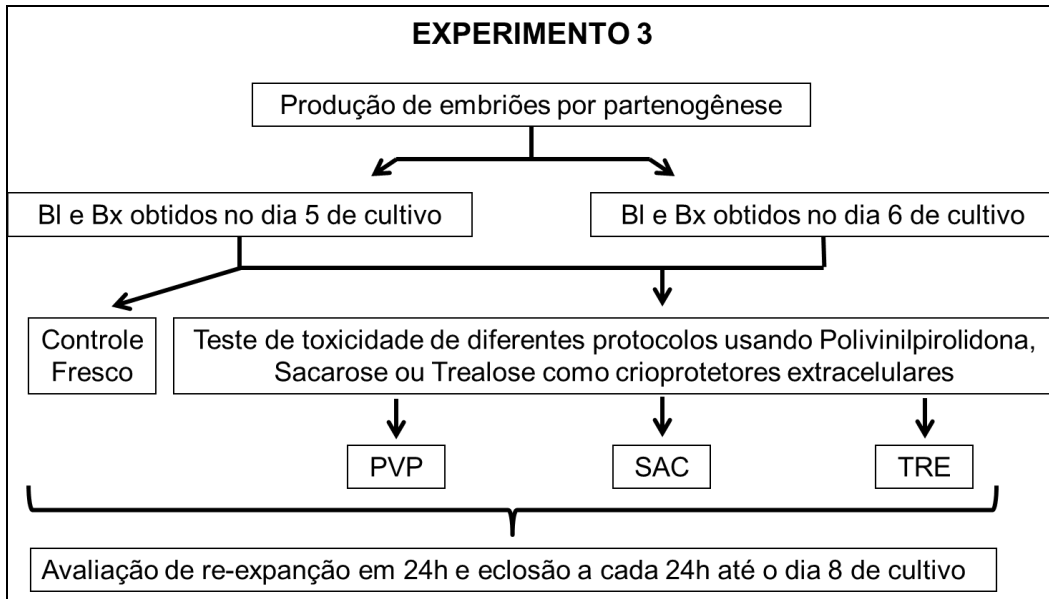 EXPERIMENTO 3
Produção de embriões por partenogênese
Bl e Bx obtidos no dia 5 de cultivo
Bl e Bx obtidos no dia 6 de cultivo
Controle
Fresco
Teste de toxicidade de diferentes protocolos usando Polivinilpirolidona,
Sacarose ou Trealose como crioprotetores extracelulares
PVP
SAC
TRE
Avaliação de re-expanção em 24h e eclosão a cada 24h até o dia 8 de cultivo